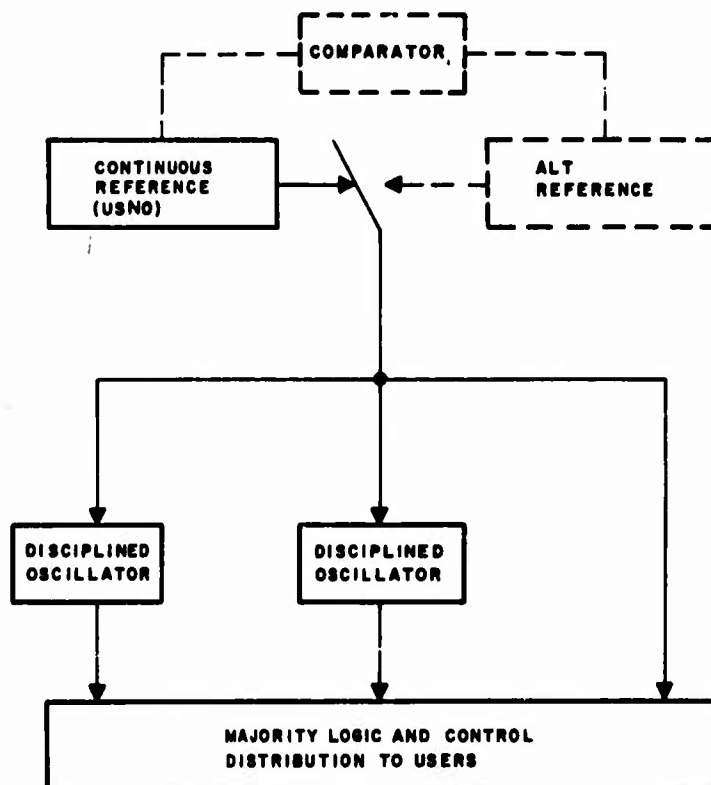 COMPARATOR
CONTINUOUS
REFERENCE
(USNO)
ALT
REFERENCE
DISCIPLINED
OSCILLATOR
DISCIPLINED
OSCILLATOR
MAJORITY LOGIC AND CONTROL
DISTRIBUTION TO USERS